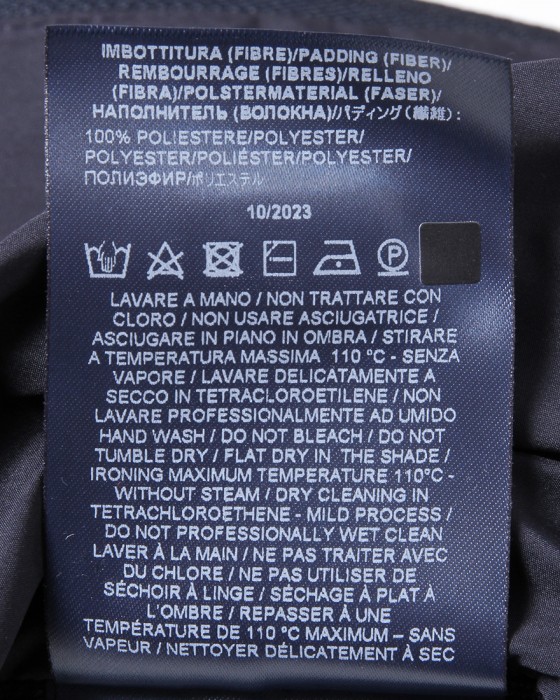 IMBOTTITURA (FIBRE)/PADDING (FIBER)/
REMBOURRAGE (FIBRES)/RELLENO
(FIBRA)/POLSTERMATERIAL (FASER)/
НАПОЛНИТЕЛЬ (ВОЛОКНА)/パディング(繊維):
100% POLIESTERE/POLYESTER/
POLYESTER/POLIÉSTER/POLYESTER/
ПОЛИЭФИР/ポリエステル
10/2023
P
LAVARE A MANO / NON TRATTARE CON
CLORO / NON USARE ASCIUGATRICE /
ASCIUGARE IN PIANO IN OMBRA / STIRARE
A TEMPERATURA MASSIMA 110 °C - SENZA
VAPORE / LAVARE DELICATAMENTE A
SECCO IN TETRACLOROETILENE / NON
LAVARE PROFESSIONALMENTE AD UMIDO
HAND WASH / DO NOT BLEACH / DO NOT
TUMBLE DRY / FLAT DRY IN THE SHADE /
IRONING MAXIMUM TEMPERATURE 110°C -
WITHOUT STEAM / DRY CLEANING IN
TETRACHLOROETHENE - MILD PROCESS /
DO NOT PROFESSIONALLY WET CLEAN
LAVER À LA MAIN / NE PAS TRAITER AVEC
DU CHLORE / NE PAS UTILISER DE
SÉCHOIR À LINGE / SÉCHAGE À PLAT À
L'OMBRE / REPASSER À UNE
TEMPÉRATURE DE 110 °C MAXIMUM – SANS
VAPEUR / NETTOYER DÉLICATEMENT À SEC